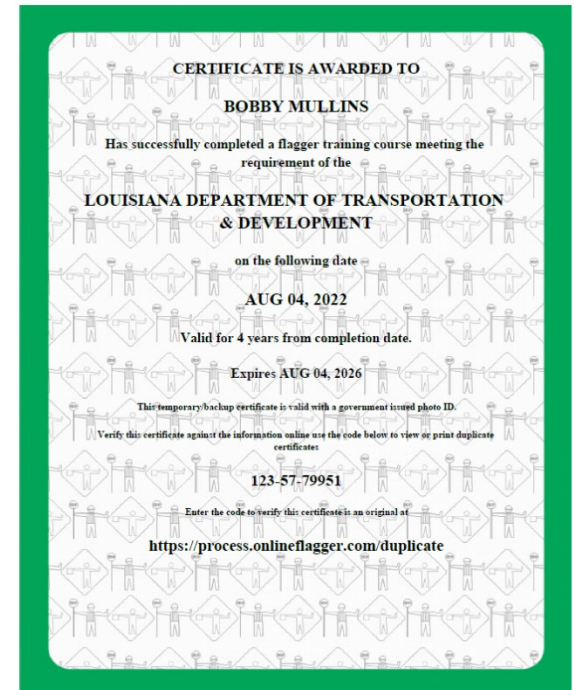 CERTIFICATE IS AWARDED TO
BOBBY MULLINS
Has successfully completed a flagger training course meeting the
requirement of the
LOUISIANA DEPARTMENT OF TRANSPORTATION
& DEVELOPMENT
on the following date
AUG 04, 2022
Valid for 4 years from completion date.
Expires AUG 04, 2026
This temporary/backup certificate is valid with a government issued photo ID.
Verify this certificate against the information online use the code below to view or print duplicate
certificates
123-57-79951
Enter the code to verify this certificate is an original at
https://process.onlineflagger.com/duplicate